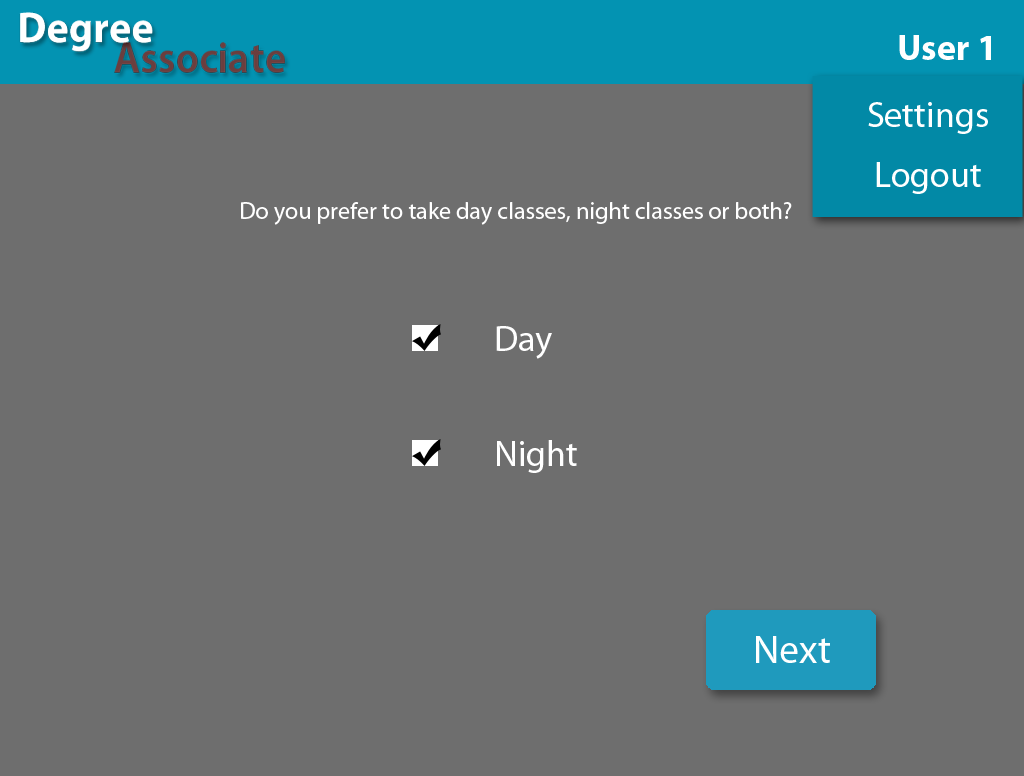 Degree
Associate
User 1
Settings
Logout
Do you prefer to take day classes, night classes or both?
Day
Night
Next